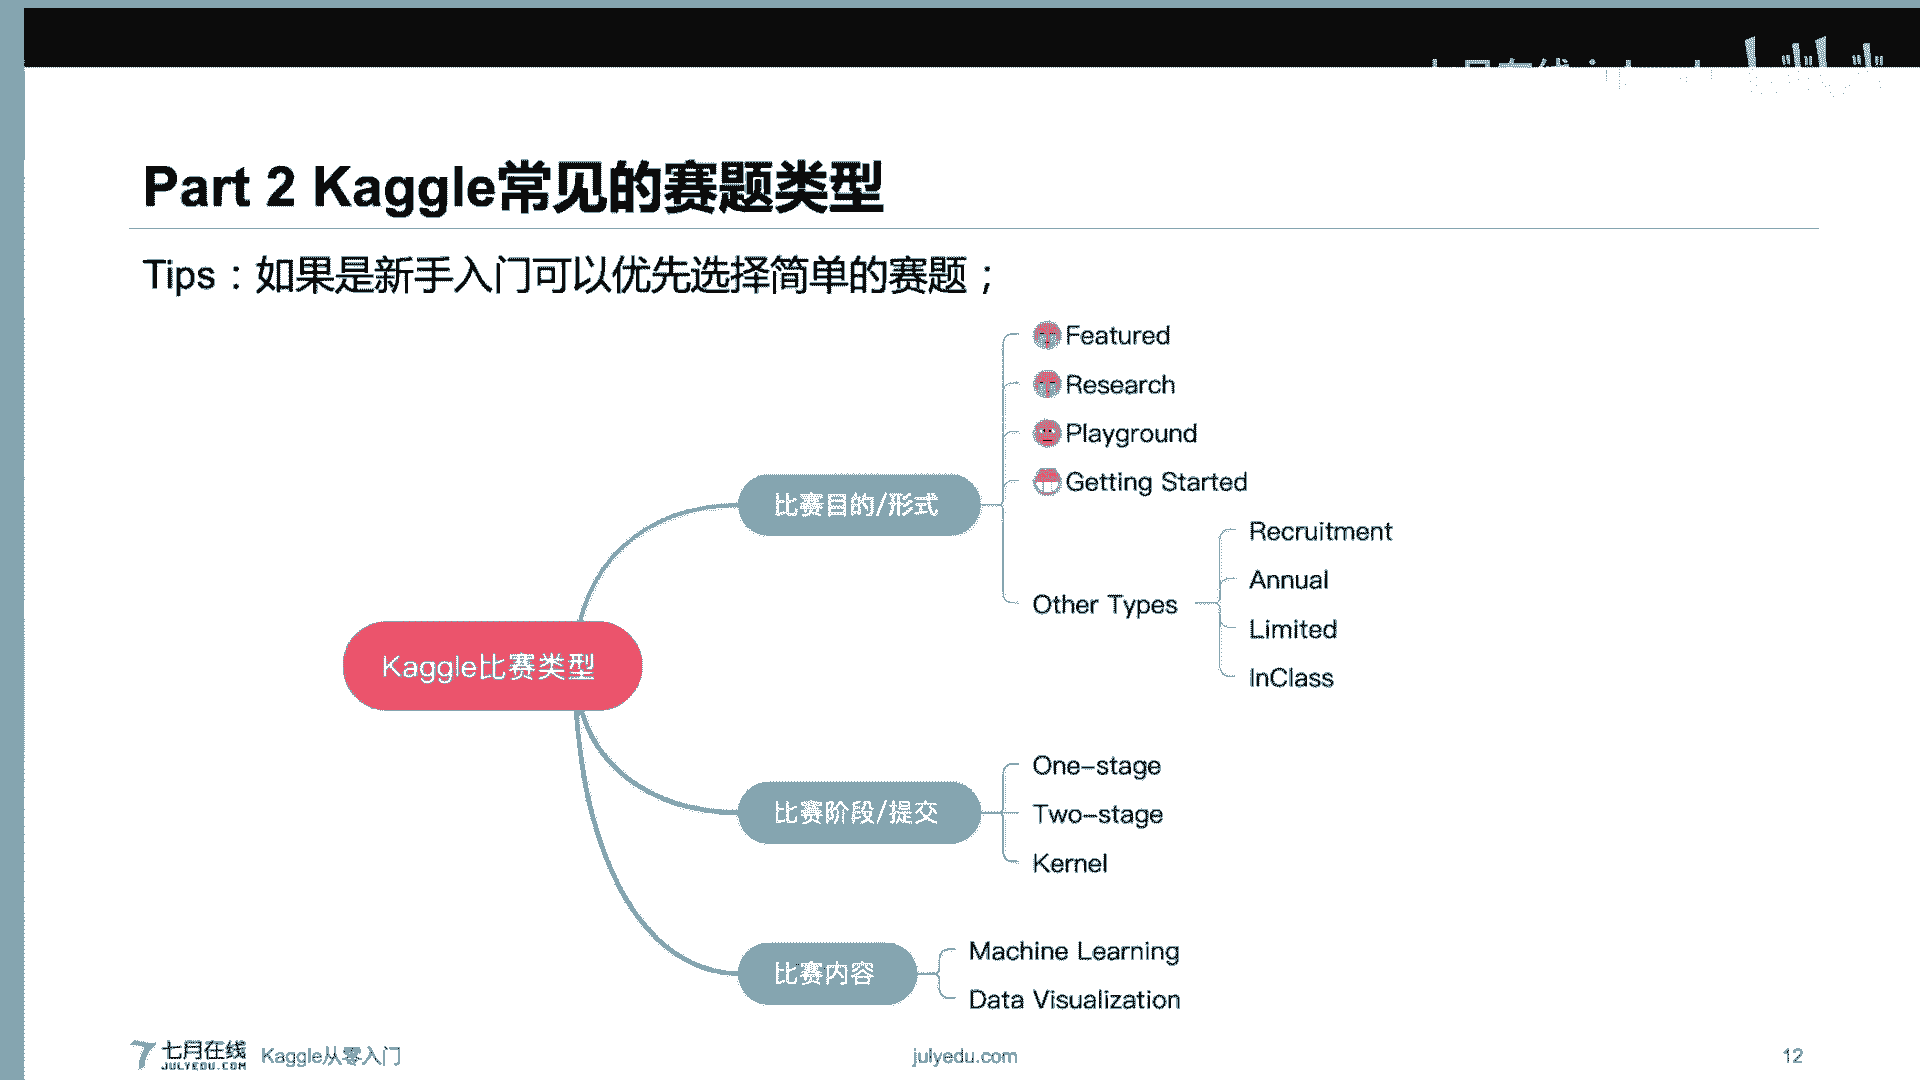 Part 2 Kaggle常见的赛题类型
Tips：如果是新手入门可以优先选择简单的赛题；
Featured
Research
Playground
Getting Started
比赛目的/形式
Recruitment
Annual
Other Types
Limited
InClass
Kaggle比赛类型
One-stage
比赛阶段/提交
Two-stage
Kernel
Machine Learning
比赛内容
Data Visualization
七月在线
JULYEDU.COM
Kaggle从零入门
julyedu.com
12